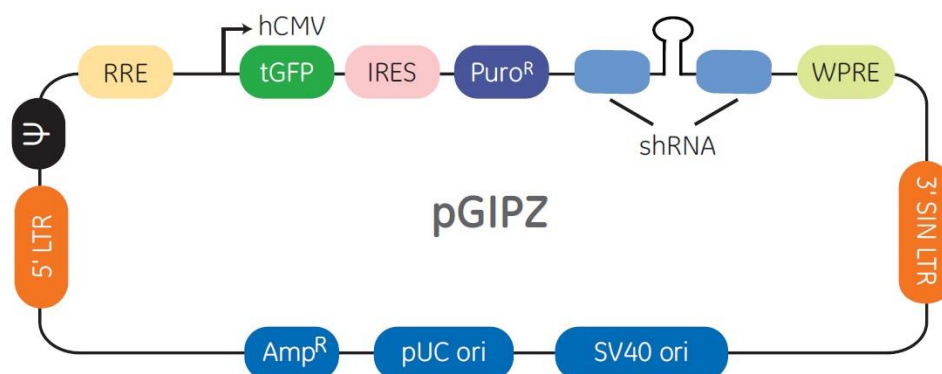 hCMV
RRE
tGFP
IRES
Puroᴿ
WPRE
shRNA
Ψ
5' LTR
pGIPZ
3' SIN LTR
Ampᴿ
pUC ori
SV40 ori